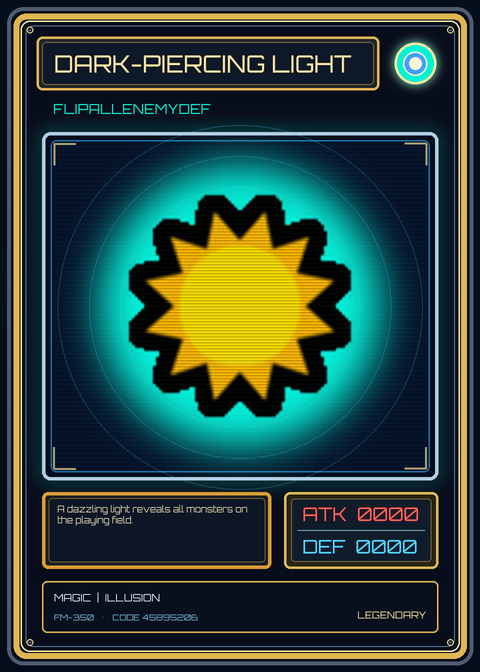 DARK-PIERCING LIGHT
FLIPALLENEMYDEF
A dazzling light reveals all monsters on
the playing field.
ATK 0000
DEF 0000
MAGIC | ILLUSION
FM-350 · CODE 45895206
LEGENDARY